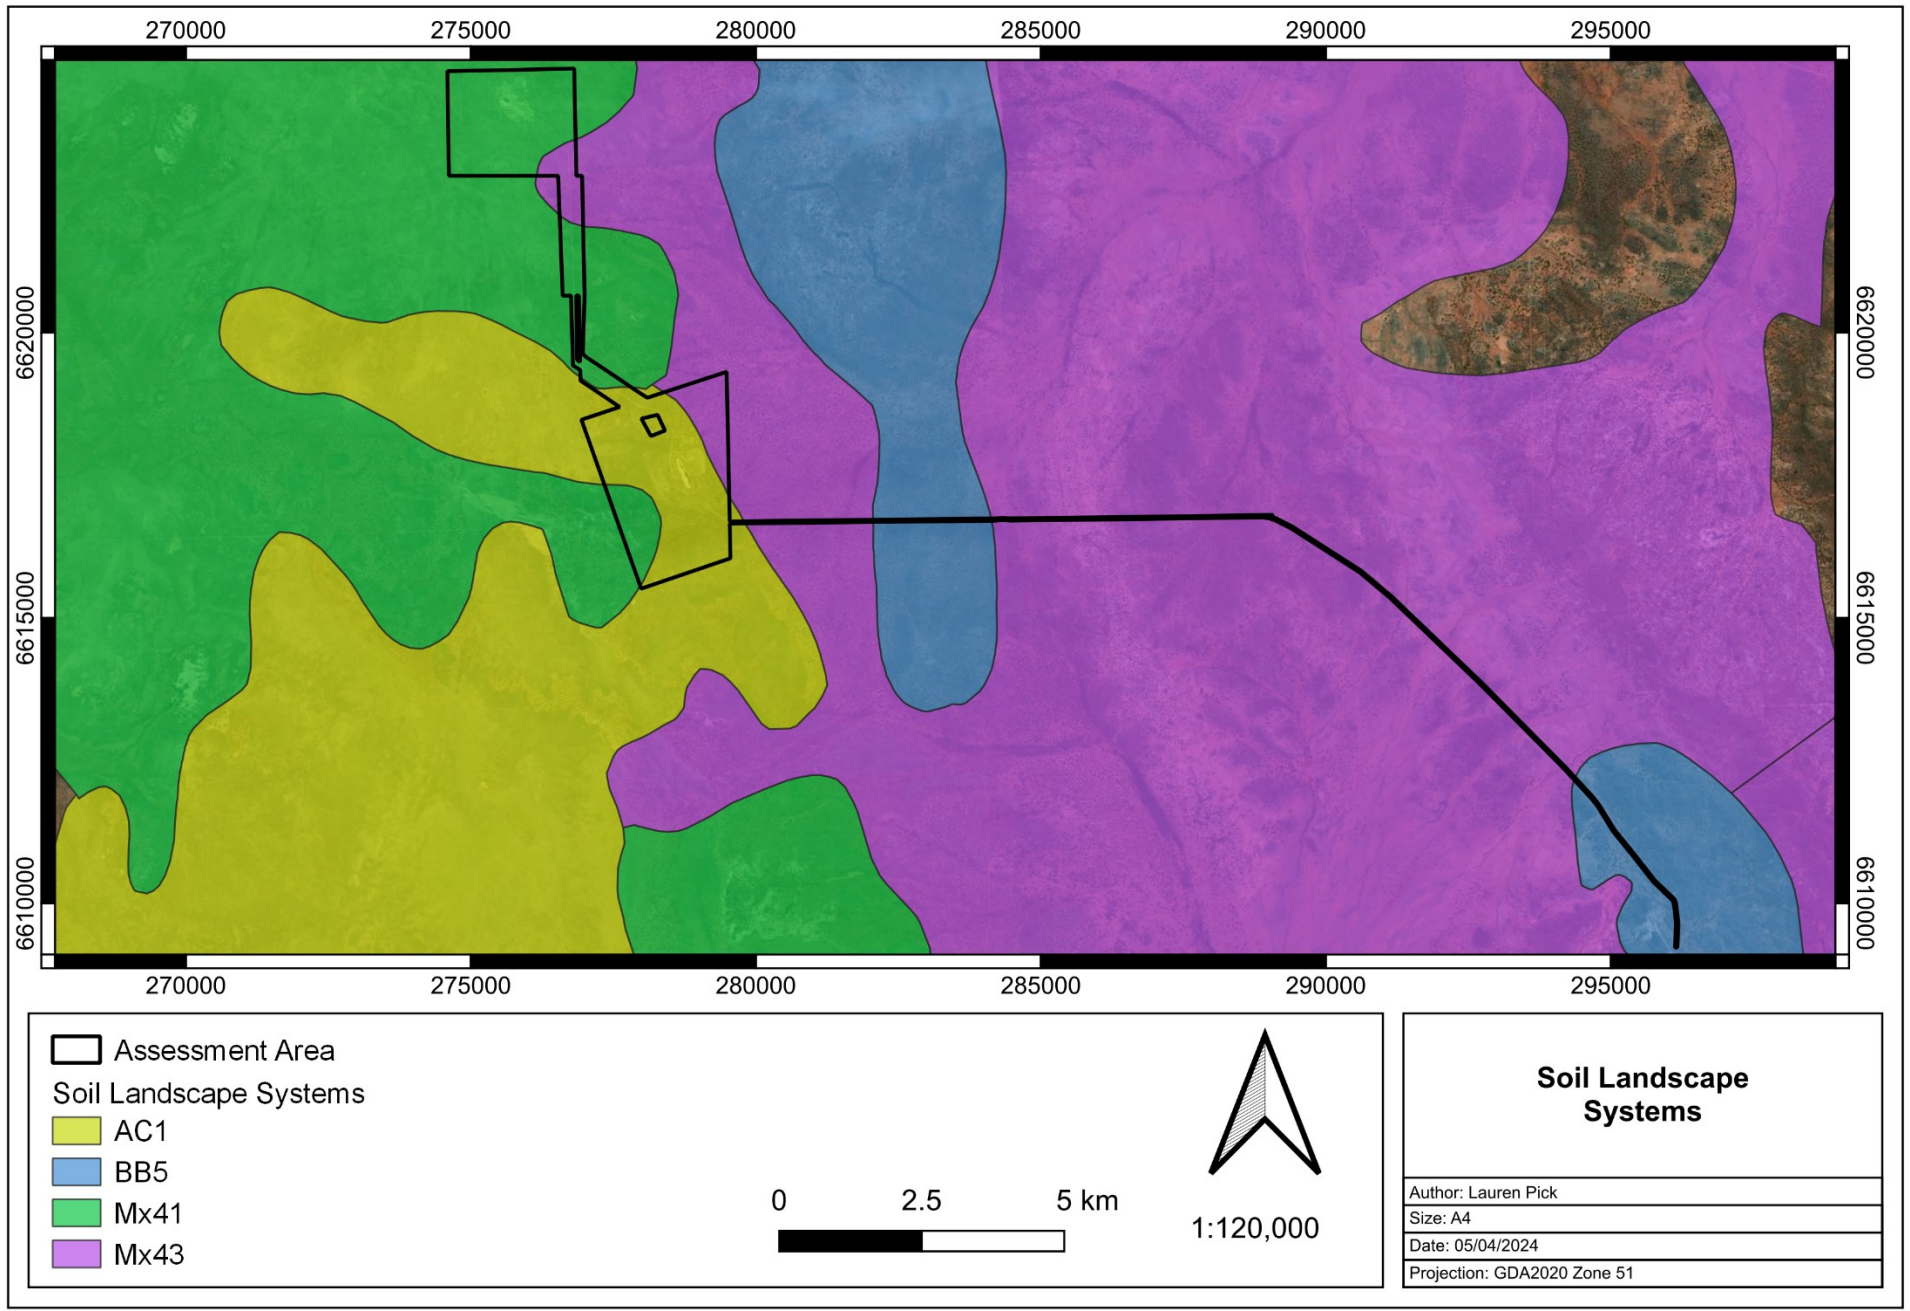 270000 275000 280000 285000 290000 295000
6620000 6620000
6615000 6615000
6610000 6610000
270000 275000 280000 285000 290000 295000
Assessment Area
Soil Landscape Systems
AC1
BB5
Mx41
Mx43
0 2.5 5 km
1:120,000
Soil Landscape
Systems
Author: Lauren Pick
Size: A4
Date: 05/04/2024
Projection: GDA2020 Zone 51